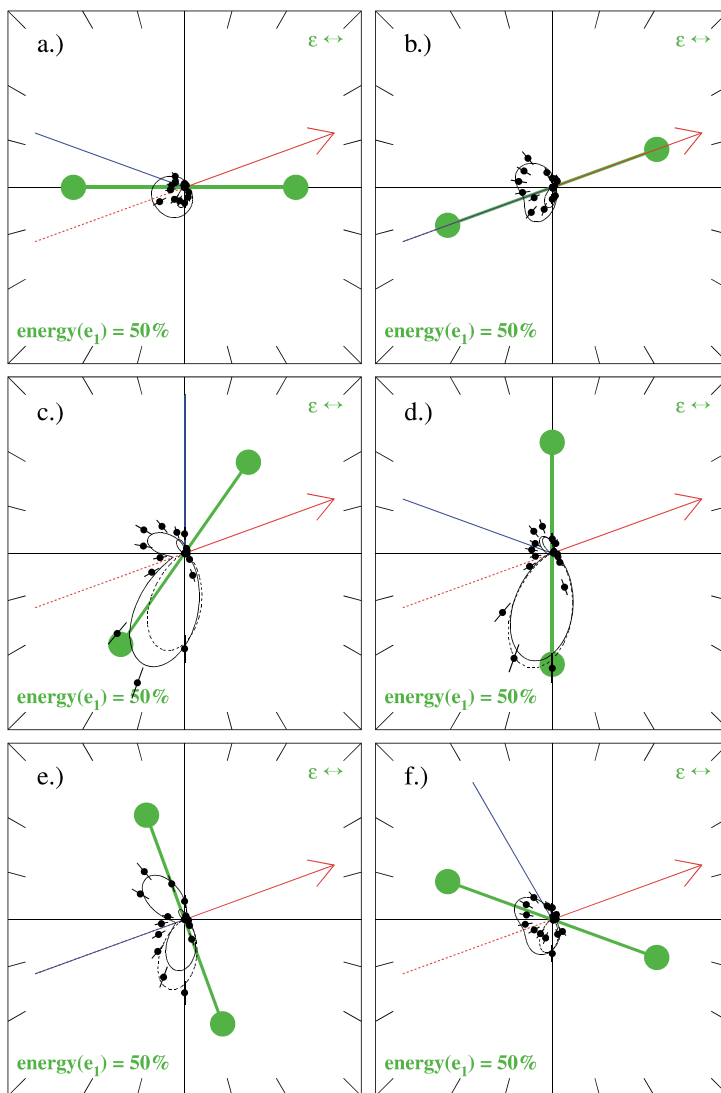 a.)
ε ↔
energy(e1) = 50%
b.)
ε ↔
energy(e1) = 50%
c.)
ε ↔
energy(e1) = 50%
d.)
ε ↔
energy(e1) = 50%
e.)
ε ↔
energy(e1) = 50%
f.)
ε ↔
energy(e1) = 50%